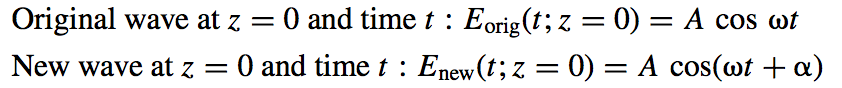 Original wave at z = 0 and time t : E_orig(t; z = 0) = A cos ωt
New wave at z = 0 and time t : E_new(t; z = 0) = A cos(ωt + α)